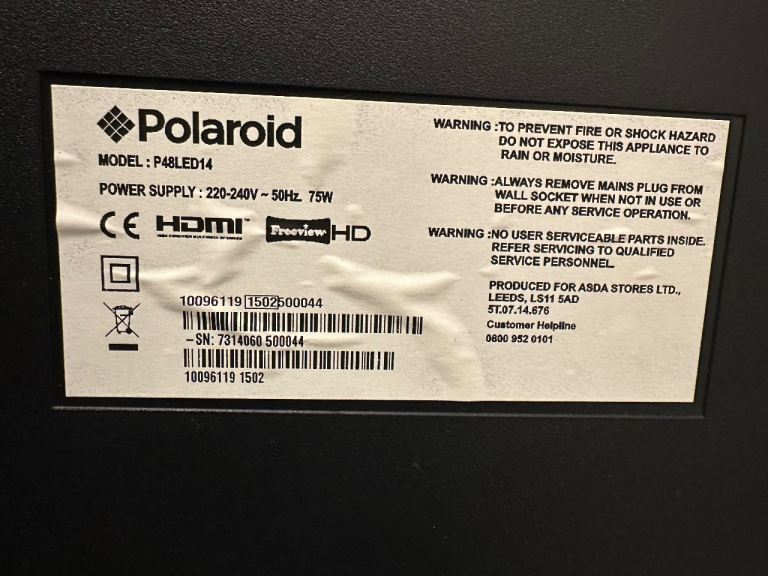 Polaroid
MODEL : P48LED14
POWER SUPPLY : 220-240V ~ 50Hz. 75W
CE HDMI Freeview HD
10096119 1502500044
-SN: 7314060 500044
10096119 1502
WARNING :TO PREVENT FIRE OR SHOCK HAZARD
DO NOT EXPOSE THIS APPLIANCE TO
RAIN OR MOISTURE.
WARNING :ALWAYS REMOVE MAINS PLUG FROM
WALL SOCKET WHEN NOT IN USE OR
BEFORE ANY SERVICE OPERATION.
WARNING :NO USER SERVICEABLE PARTS INSIDE.
REFER SERVICING TO QUALIFIED
SERVICE PERSONNEL.
PRODUCED FOR ASDA STORES LTD.,
LEEDS, LS11 5AD
5T.07.14.676
Customer Helpline
0800 952 0101